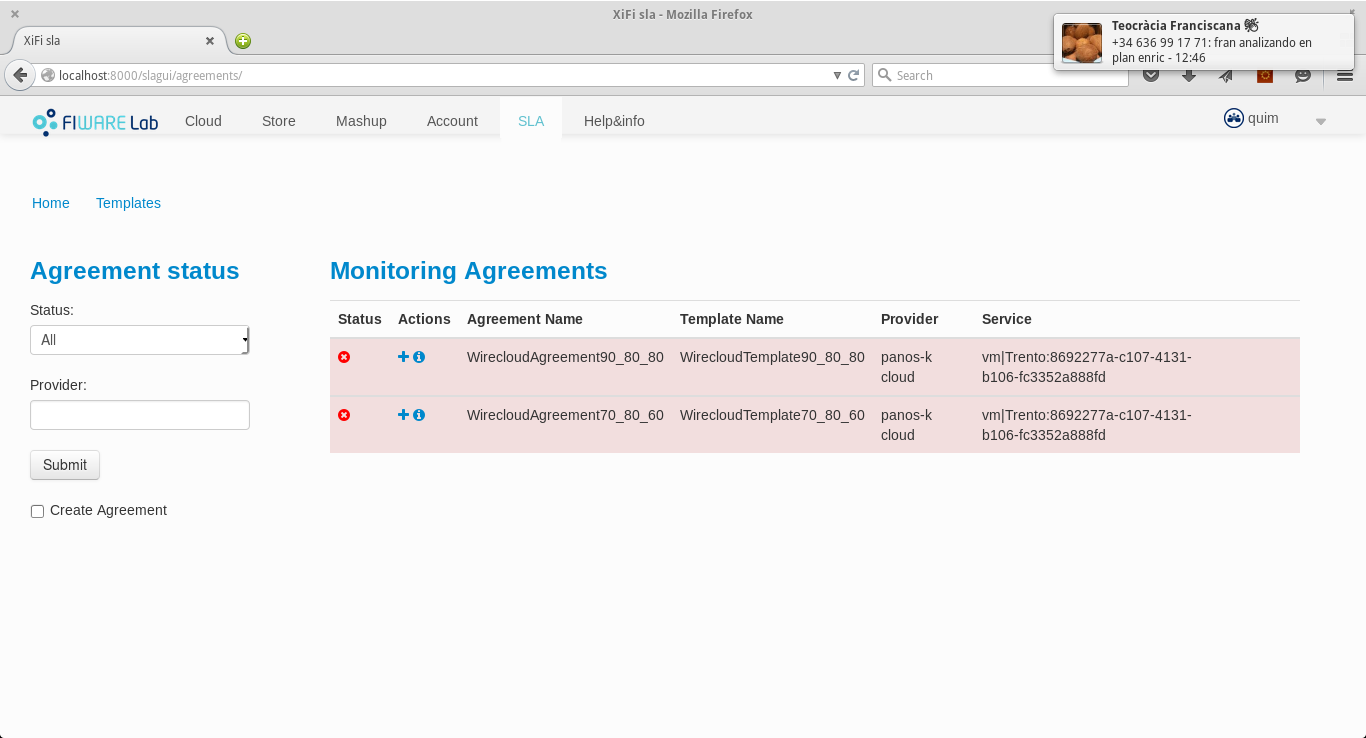 XiFi sla - Mozilla Firefox
XiFi sla
Teocràcia Franciscana
+34 636 99 17 71: fran analizando en
plan enric - 12:46
localhost:8000/slagui/agreements/
Search
FIWARE Lab
Cloud
Store
Mashup
Account
SLA
Help&info
quim
Home
Templates
Agreement status
Status:
All
Provider:
Submit
Create Agreement
Monitoring Agreements
Status Actions Agreement Name Template Name Provider Service
WirecloudAgreement90_80_80 WirecloudTemplate90_80_80 panos-k vm|Trento:8692277a-c107-4131-
cloud b106-fc3352a888fd
WirecloudAgreement70_80_60 WirecloudTemplate70_80_60 panos-k vm|Trento:8692277a-c107-4131-
cloud b106-fc3352a888fd